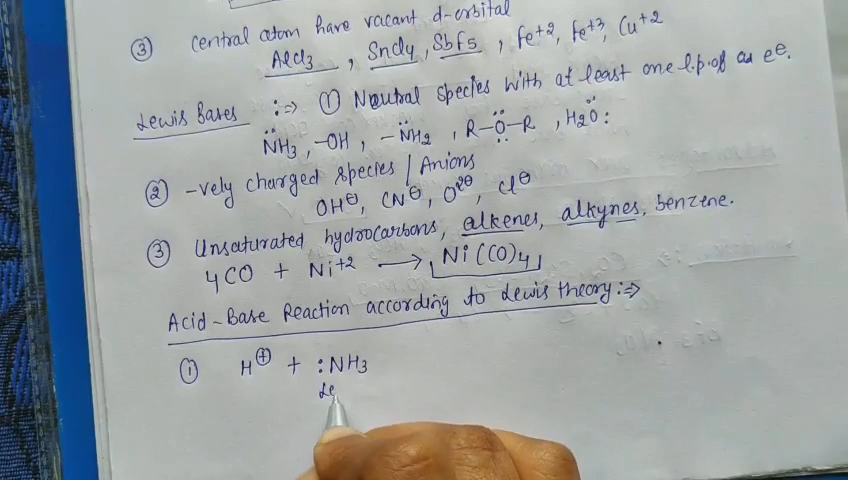 ③ central atom have vacant d-orbital
AlCl3, SnCl4, SbF5, Fe+2, Fe+3, Cu+2
Lewis Bases :⇒ ① Neutral species with at least one l.p. of an e⊖.
N̈H3, -OH, -N̈H2, R-Ö-R, H2Ö:
② -vely charged species / Anions
OH⊖, CN⊖, O2⊖, Cl⊖
③ Unsaturated hydrocarbons, alkenes, alkynes, benzene.
4CO + Ni+2 ⟶ Ni(CO)4
Acid-Base Reaction according to Lewis theory:⇒
① H⊕ + :NH3
Le